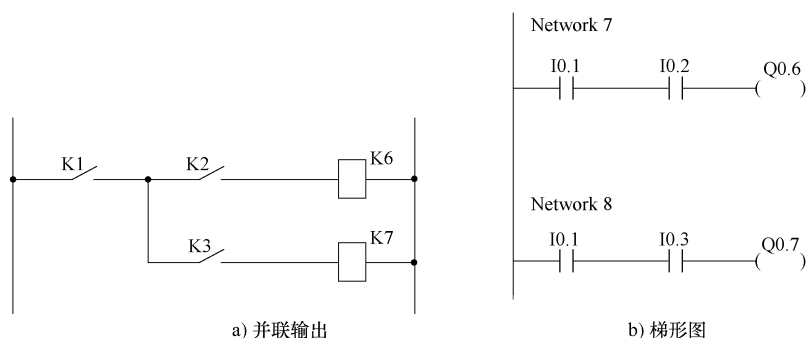 K1
K2
K6
K3
K7
a) 并联输出
Network 7
I0.1
I0.2
Q0.6
Network 8
I0.1
I0.3
Q0.7
b) 梯形图